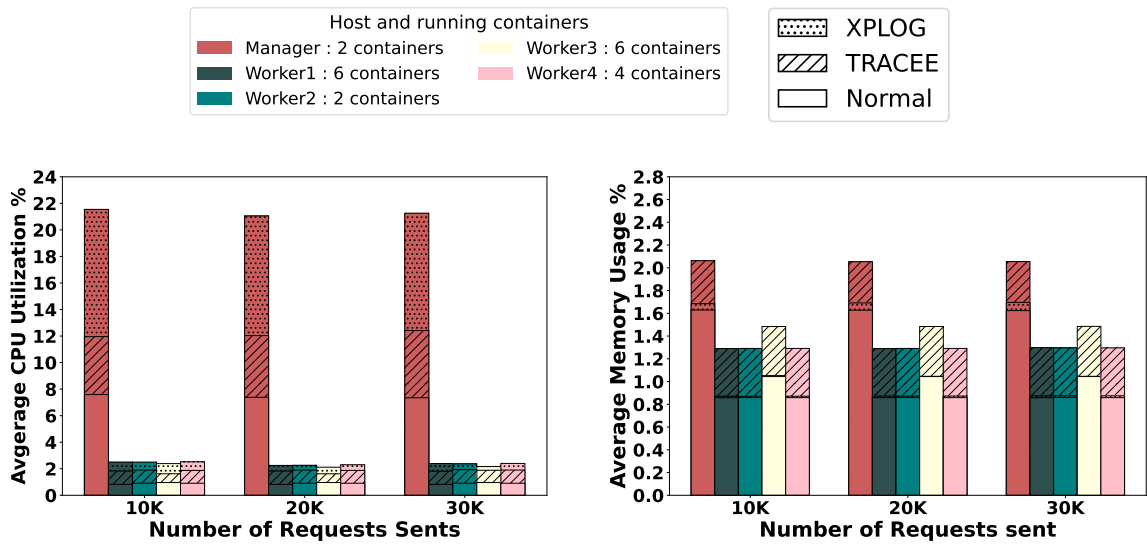 Host and running containers
Manager : 2 containers
Worker1 : 6 containers
Worker2 : 2 containers
Worker3 : 6 containers
Worker4 : 4 containers
XPLOG
TRACEE
Normal
Avgerage CPU Utilization %
24
22
20
18
16
14
12
10
8
6
4
2
0
10K
20K
30K
Number of Requests Sents
Average Memory Usage %
2.8
2.6
2.4
2.2
2.0
1.8
1.6
1.4
1.2
1.0
0.8
0.6
0.4
0.2
0.0
10K
20K
30K
Number of Requests sent